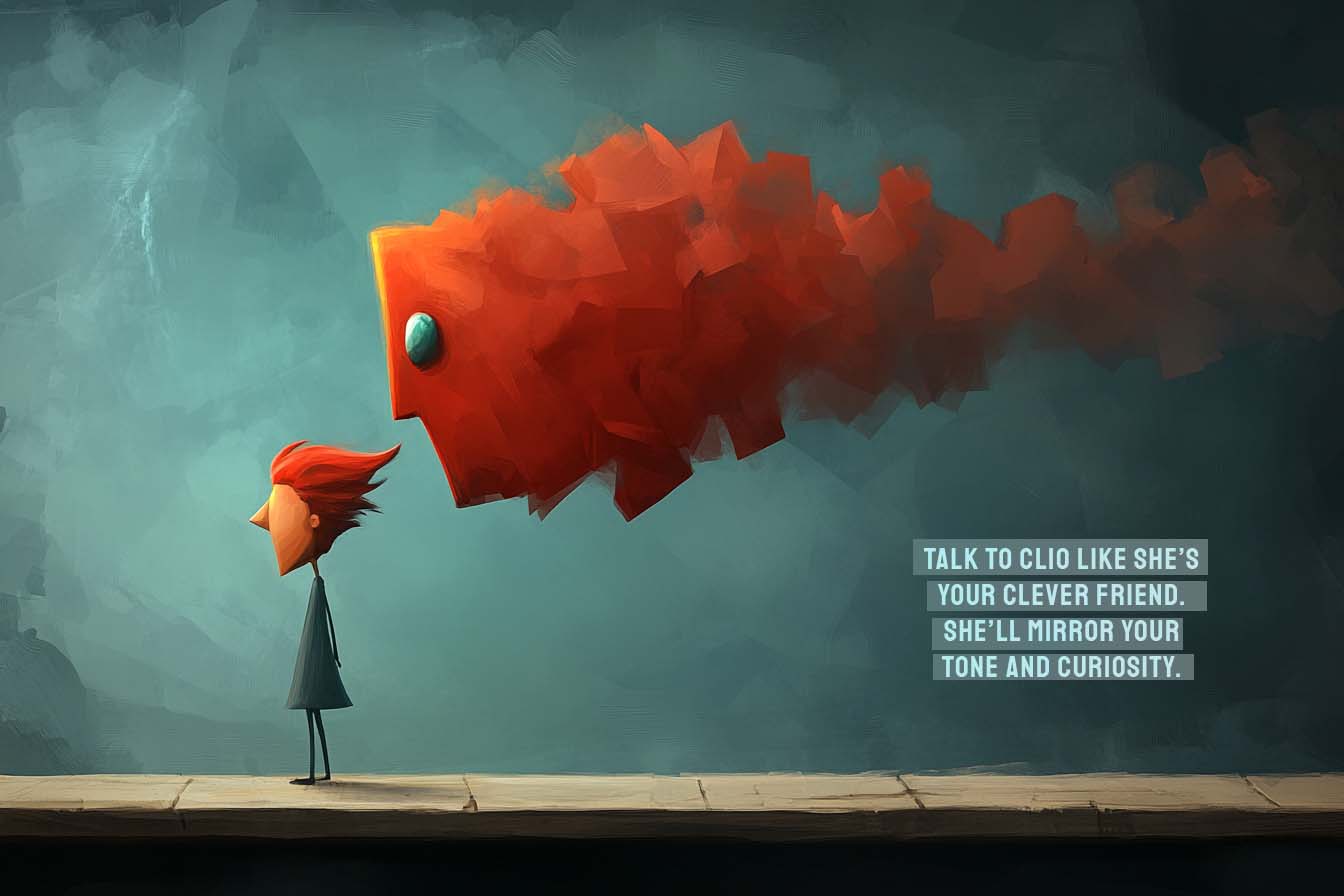 TALK TO CLIO LIKE SHE'S
YOUR CLEVER FRIEND.
SHE'LL MIRROR YOUR
TONE AND CURIOSITY.